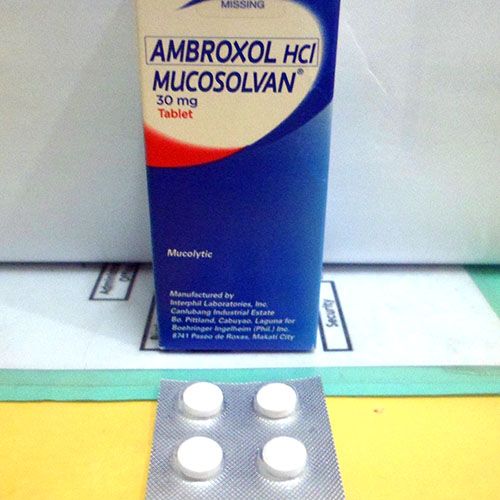 MISSING
AMBROXOL HCl
MUCOSOLVAN®
30 mg
Tablet
Mucolytic
Manufactured by
Interphil Laboratories, Inc.
Canlubang Industrial Estate
Bo. Pittland, Cabuyao, Laguna for
Boehringer Ingelheim (Phil.) Inc.
8741 Paseo de Roxas, Makati City
Security